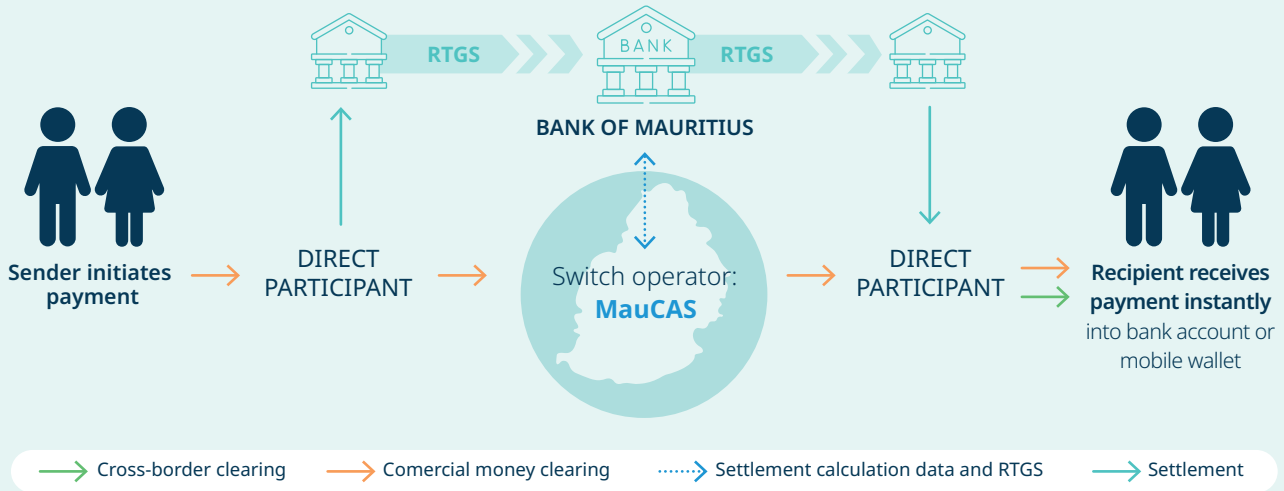 RTGS
BANK
RTGS
BANK OF MAURITIUS
Sender initiates
payment
DIRECT
PARTICIPANT
Switch operator:
MauCAS
DIRECT
PARTICIPANT
Recipient receives
payment instantly
into bank account or
mobile wallet
Cross-border clearing
Comercial money clearing
Settlement calculation data and RTGS
Settlement